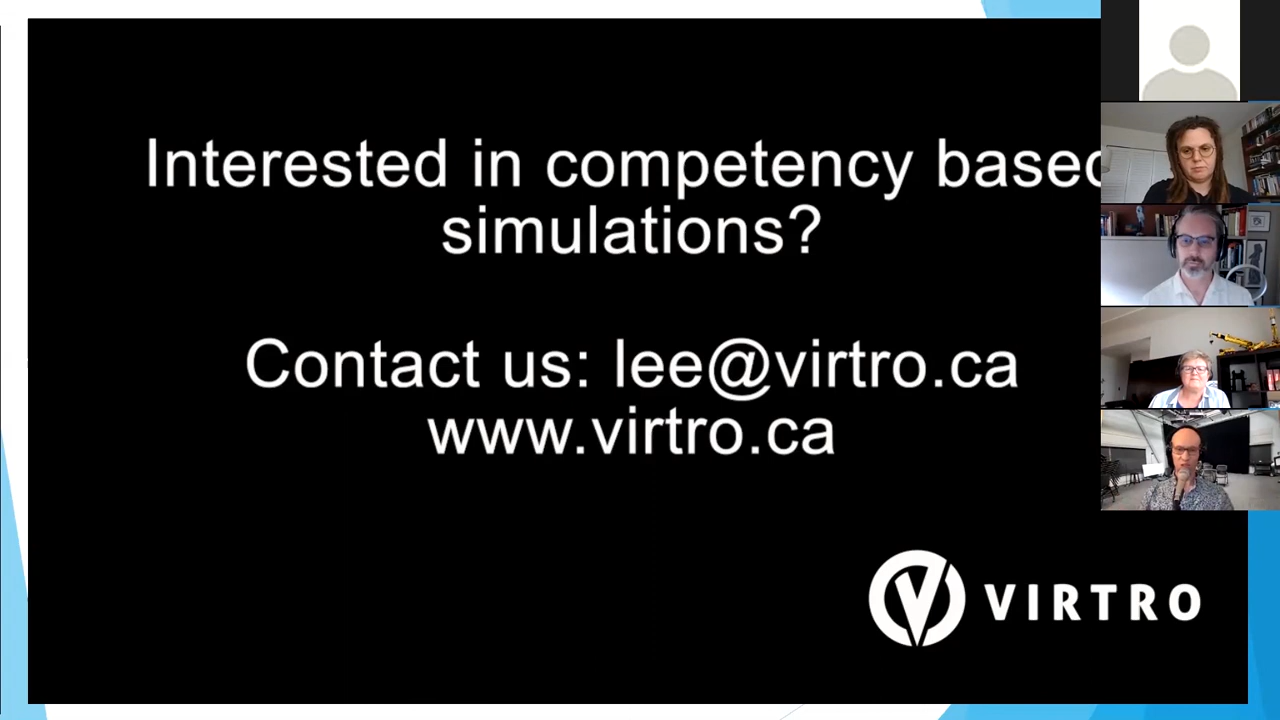 Interested in competency based
simulations?
Contact us: lee@virtro.ca
www.virtro.ca
VIRTRO